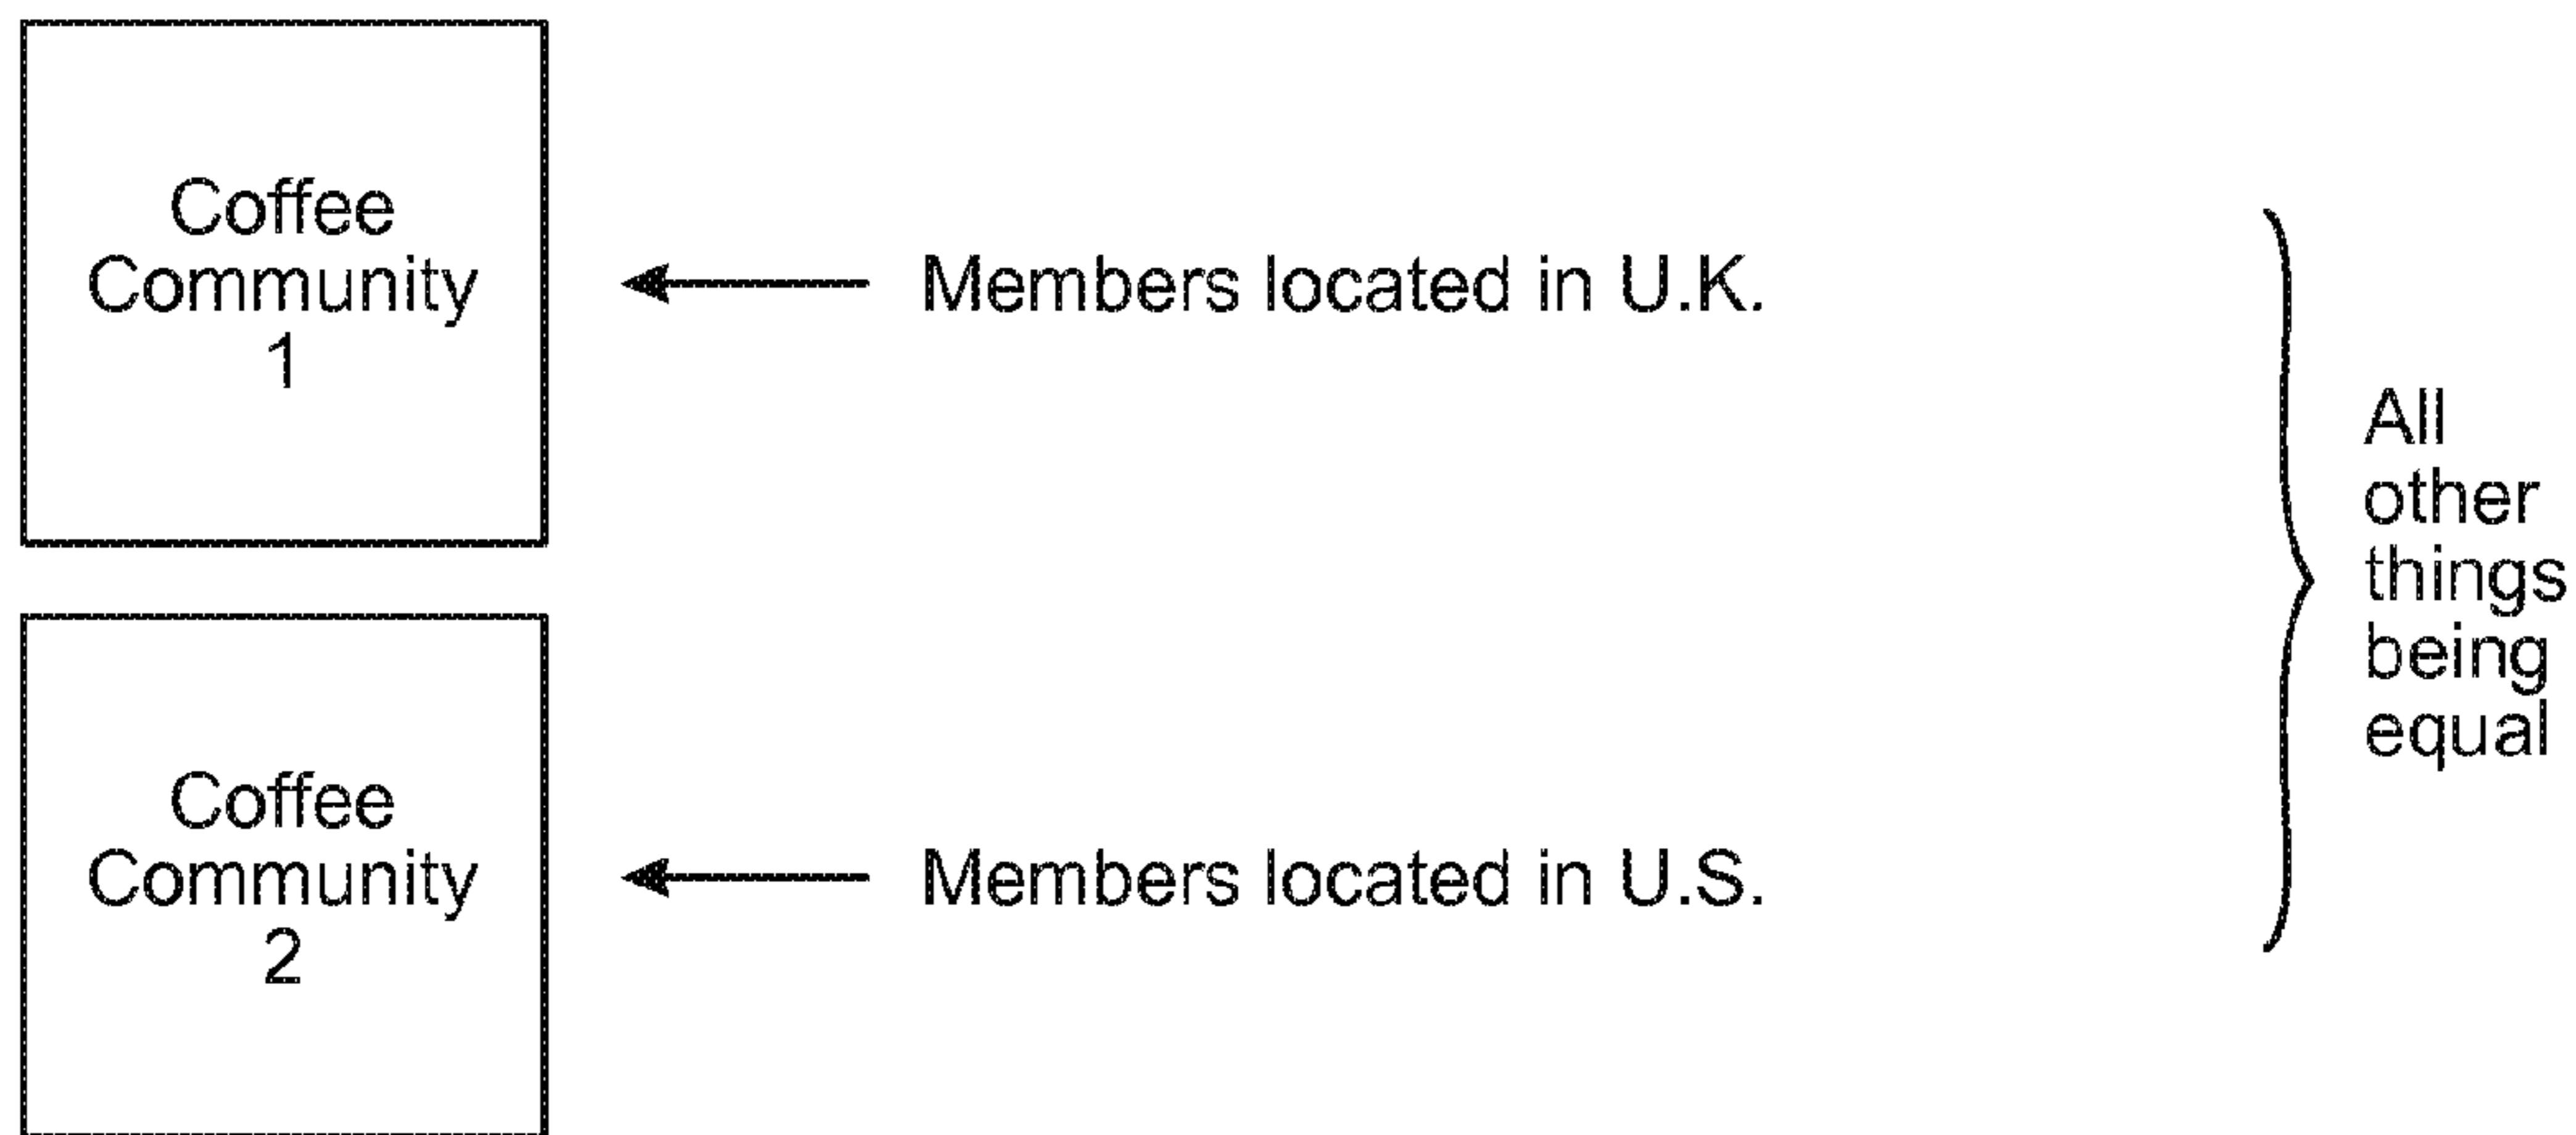 Coffee
Community
1
Members located in U.K.
All
other
things
being
equal
Coffee
Community
2
Members located in U.S.